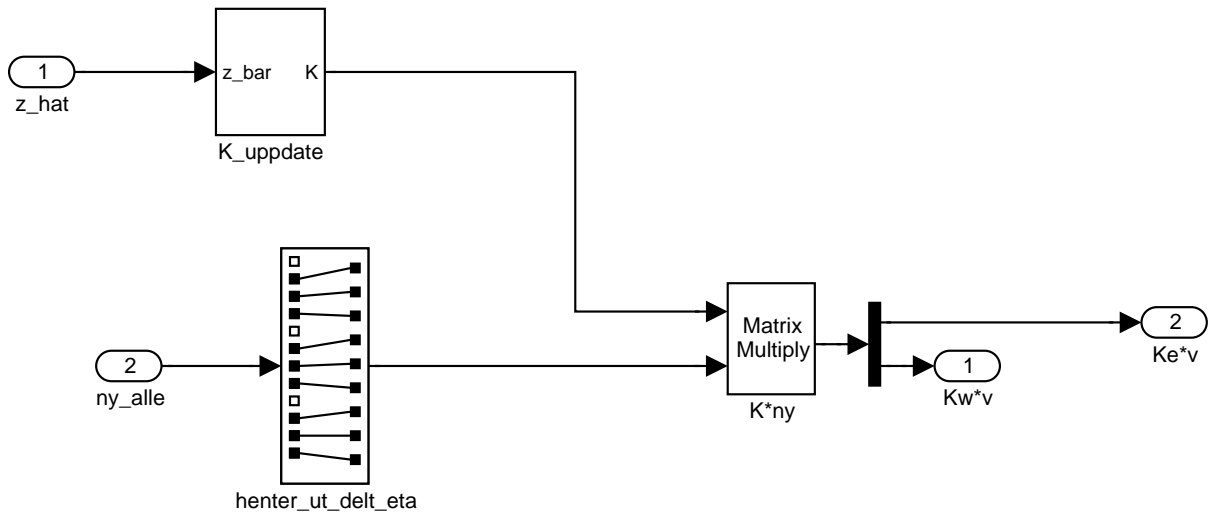 1
z_hat
z_bar K
K_uppdate
2
ny_alle
henter_ut_delt_eta
Matrix
Multiply
K*ny
2
Ke*v
1
Kw*v